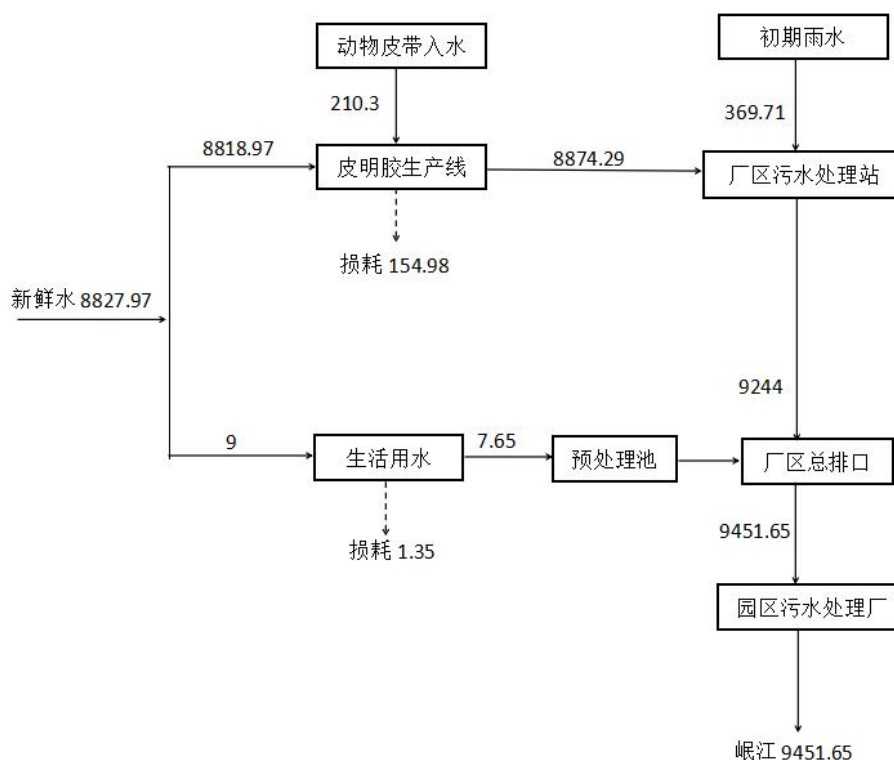 动物皮带入水
初期雨水
210.3
369.71
8818.97
皮明胶生产线
8874.29
厂区污水处理站
损耗 154.98
新鲜水 8827.97
9244
9
生活用水
7.65
预处理池
厂区总排口
损耗 1.35
9451.65
园区污水处理厂
岷江 9451.65